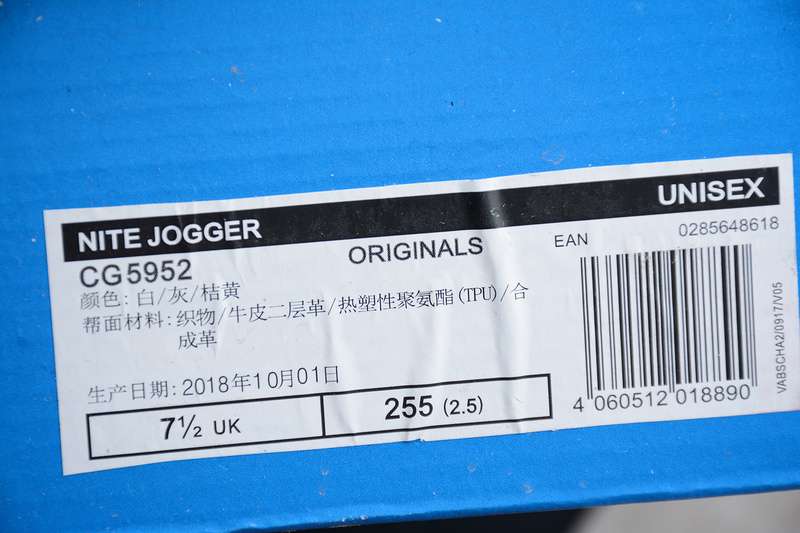 NITE JOGGER
UNISEX
CG5952
ORIGINALS
EAN
0285648618
颜色: 白/灰/桔黄
帮面材料: 织物/牛皮二层革/热塑性聚氨酯(TPU)/合
成革
生产日期: 2018年10月01日
7½ UK
255 (2.5)
4 060512 018890
VABSCHA2/0917/V05